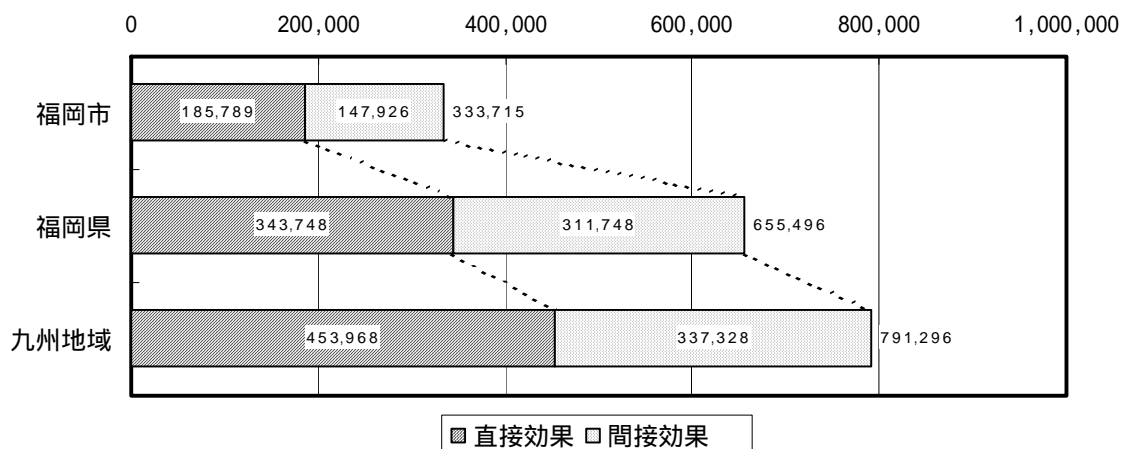 0 200,000 400,000 600,000 800,000 1,000,000
福岡市 185,789 147,926 333,715
福岡県 343,748 311,748 655,496
九州地域 453,968 337,328 791,296
直接効果 間接効果